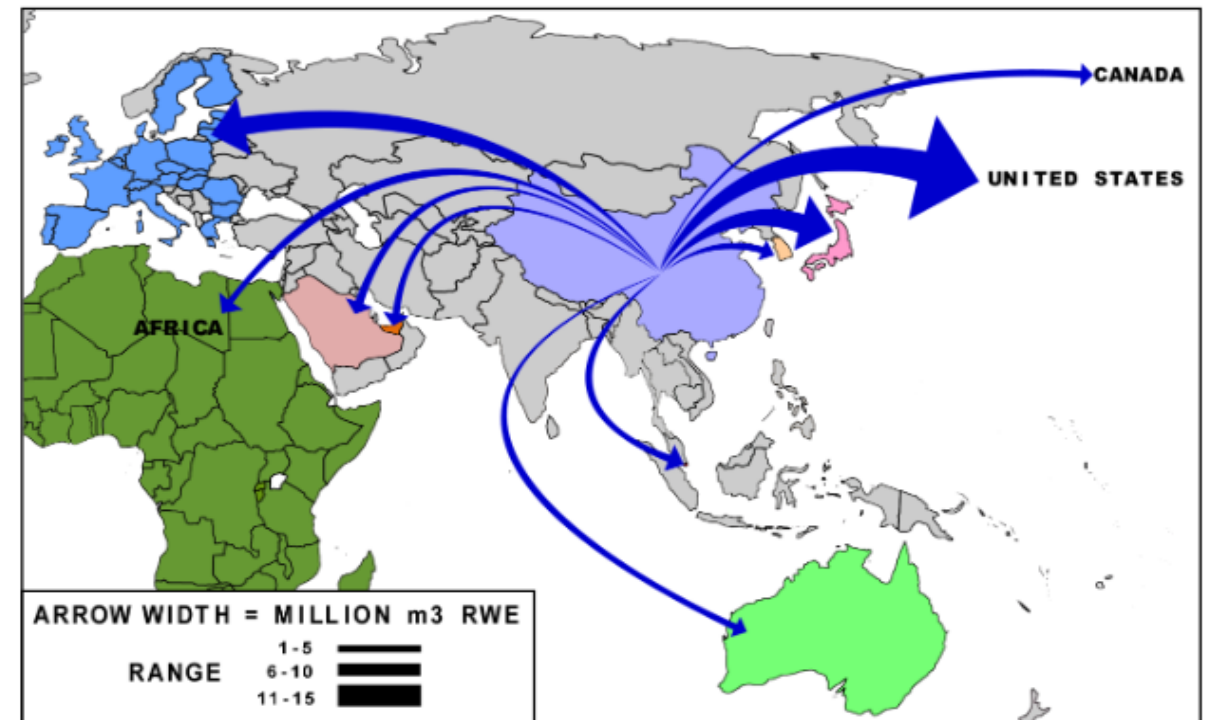 CANADA
UNITED STATES
AFRICA
ARROW WIDTH = MILLION m3 RWE
RANGE
1-5
6-10
11-15